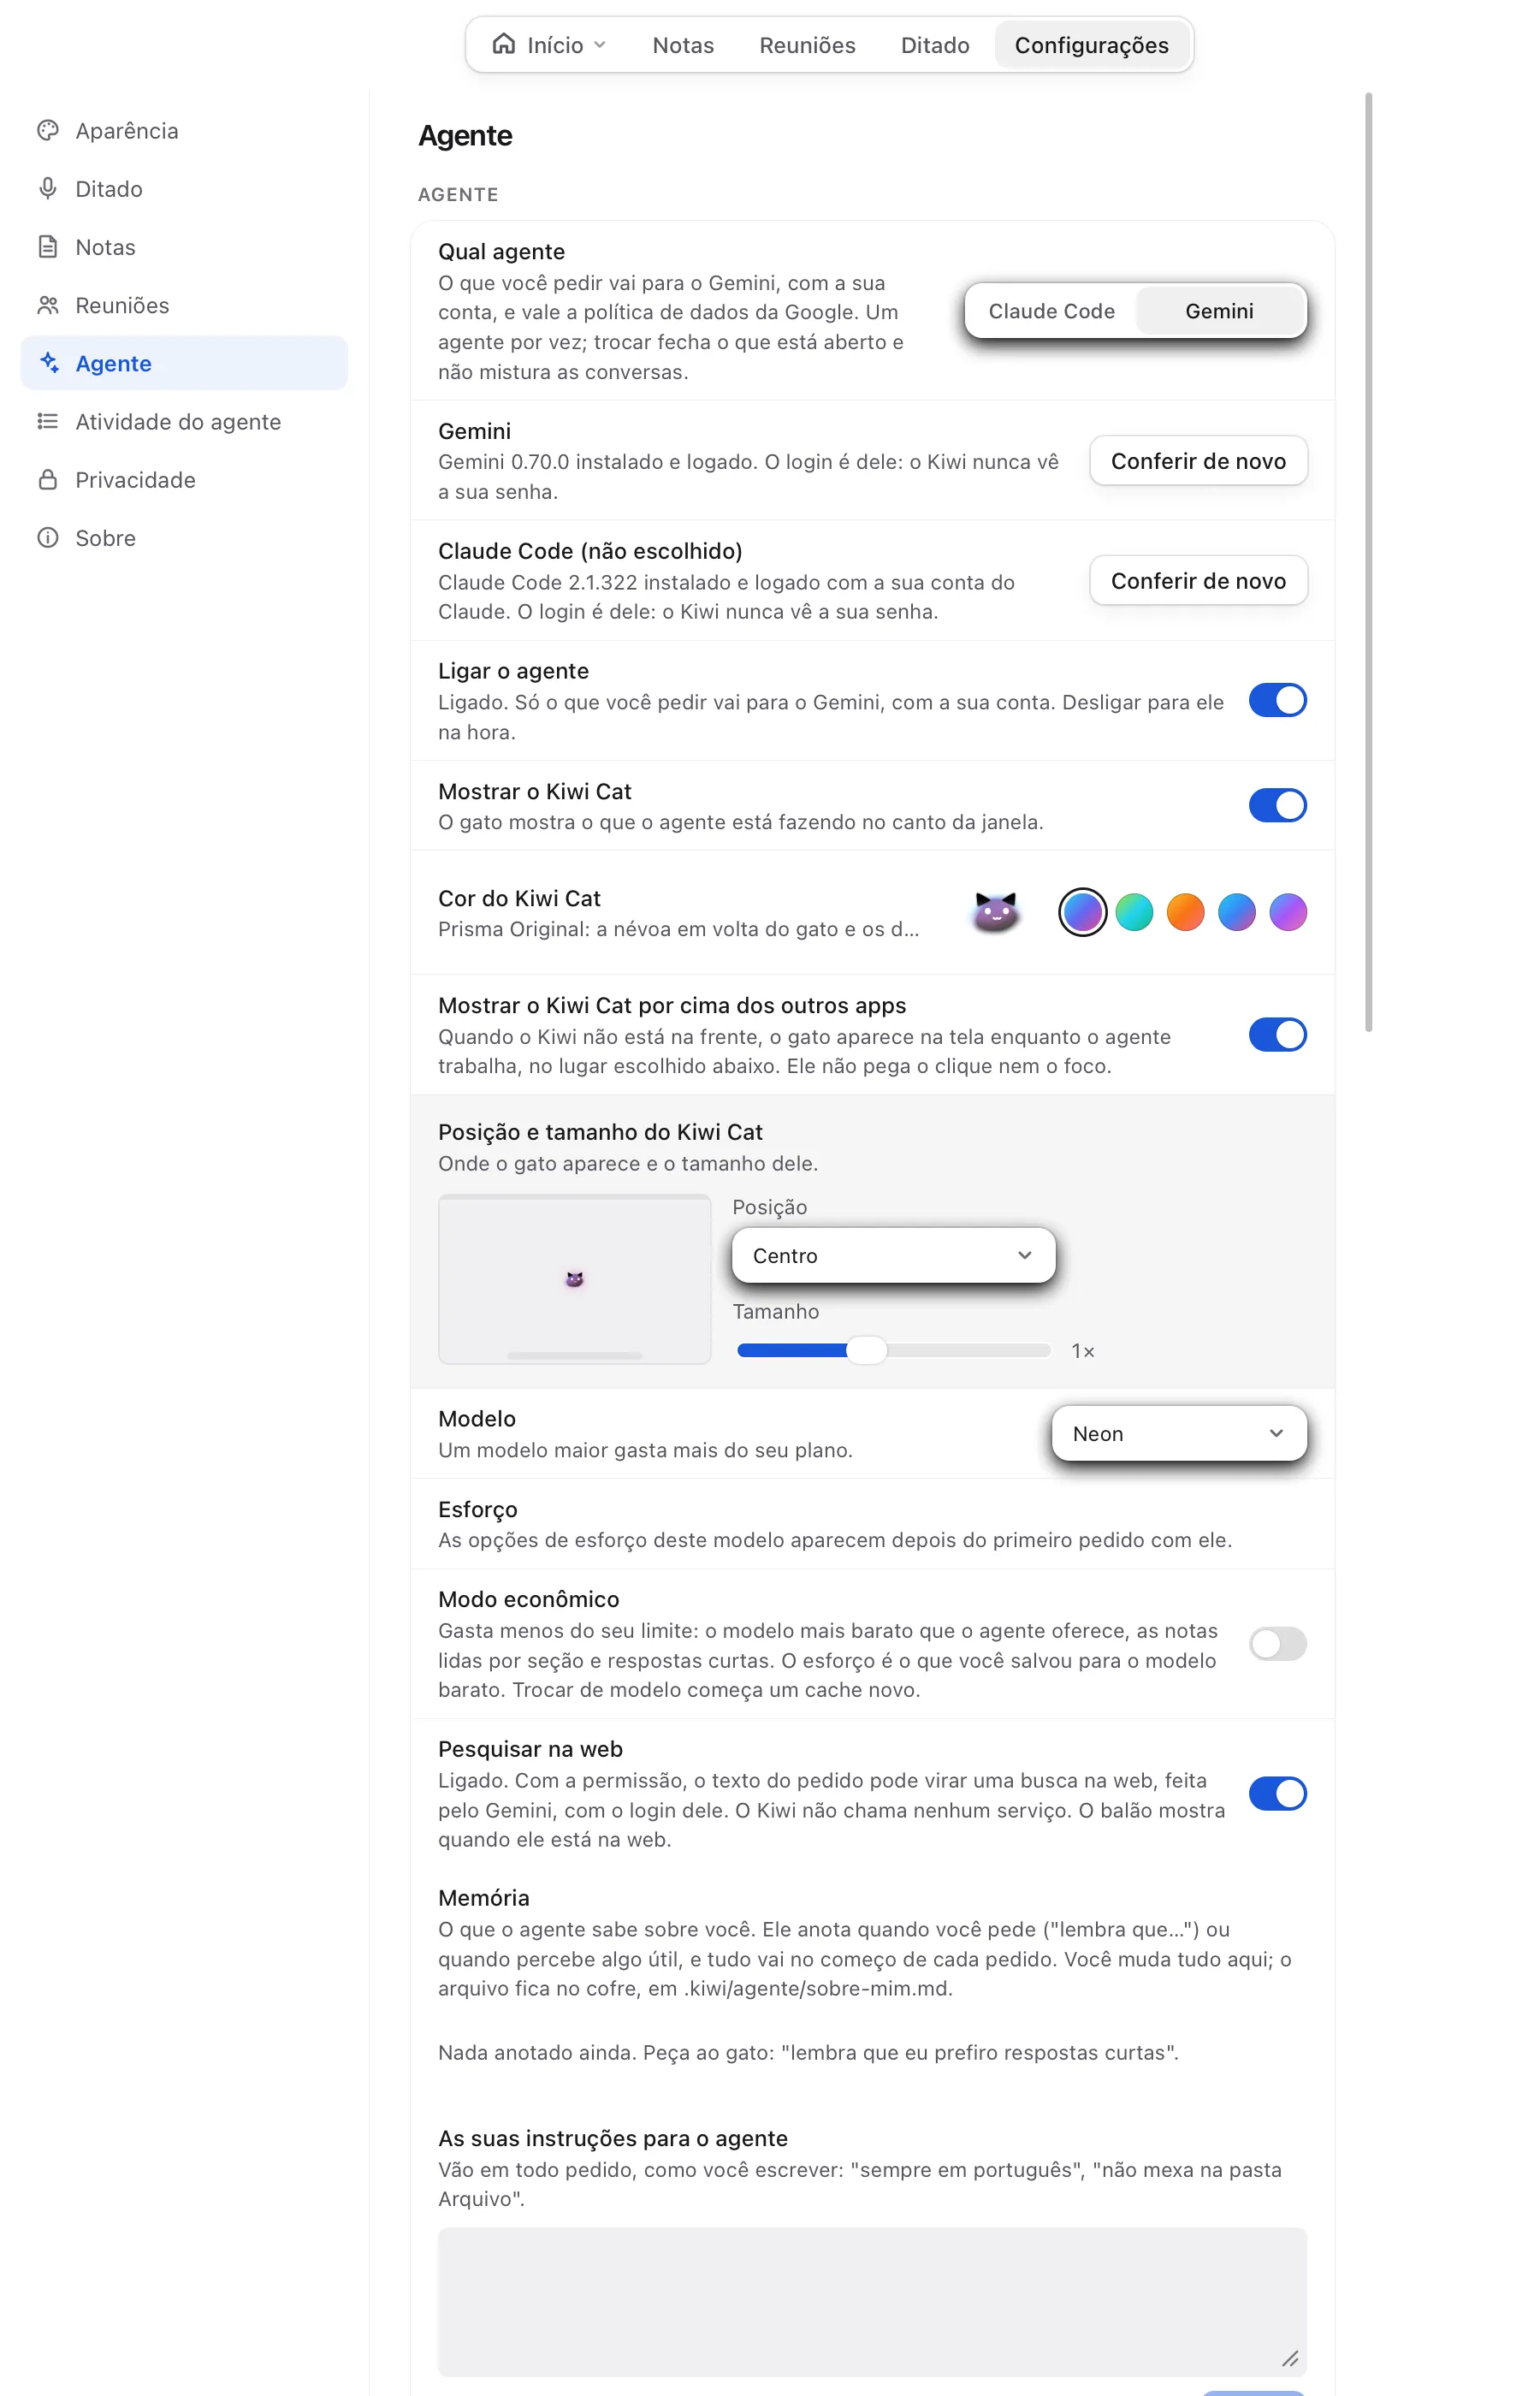 Início
Notas
Reuniões
Ditado
Configurações
Aparência
Ditado
Notas
Reuniões
Agente
Atividade do agente
Privacidade
Sobre
Agente
AGENTE
Qual agente
O que você pedir vai para o Gemini, com a sua
conta, e vale a política de dados da Google. Um
agente por vez; trocar fecha o que está aberto e
não mistura as conversas.
Claude Code
Gemini
Gemini
Gemini 0.70.0 instalado e logado. O login é dele: o Kiwi nunca vê
a sua senha.
Conferir de novo
Claude Code (não escolhido)
Claude Code 2.1.322 instalado e logado com a sua conta do
Claude. O login é dele: o Kiwi nunca vê a sua senha.
Conferir de novo
Ligar o agente
Ligado. Só o que você pedir vai para o Gemini, com a sua conta. Desligar para ele
na hora.
Mostrar o Kiwi Cat
O gato mostra o que o agente está fazendo no canto da janela.
Cor do Kiwi Cat
Prisma Original: a névoa em volta do gato e os d...
Mostrar o Kiwi Cat por cima dos outros apps
Quando o Kiwi não está na frente, o gato aparece na tela enquanto o agente
trabalha, no lugar escolhido abaixo. Ele não pega o clique nem o foco.
Posição e tamanho do Kiwi Cat
Onde o gato aparece e o tamanho dele.
Posição
Centro
Tamanho
1×
Modelo
Um modelo maior gasta mais do seu plano.
Neon
Esforço
As opções de esforço deste modelo aparecem depois do primeiro pedido com ele.
Modo econômico
Gasta menos do seu limite: o modelo mais barato que o agente oferece, as notas
lidas por seção e respostas curtas. O esforço é o que você salvou para o modelo
barato. Trocar de modelo começa um cache novo.
Pesquisar na web
Ligado. Com a permissão, o texto do pedido pode virar uma busca na web, feita
pelo Gemini, com o login dele. O Kiwi não chama nenhum serviço. O balão mostra
quando ele está na web.
Memória
O que o agente sabe sobre você. Ele anota quando você pede ("lembra que...") ou
quando percebe algo útil, e tudo vai no começo de cada pedido. Você muda tudo aqui; o
arquivo fica no cofre, em .kiwi/agente/sobre-mim.md.
Nada anotado ainda. Peça ao gato: "lembra que eu prefiro respostas curtas".
As suas instruções para o agente
Vão em todo pedido, como você escrever: "sempre em português", "não mexa na pasta
Arquivo".